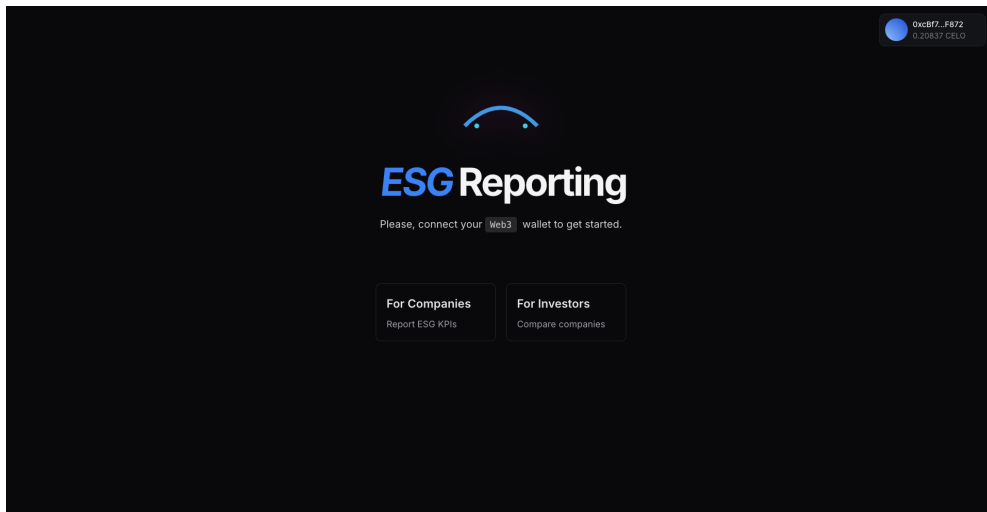 0xcBf7...F872
0.20837 CELO
ESG Reporting
Please, connect your Web3 wallet to get started.
For Companies
Report ESG KPIs
For Investors
Compare companies